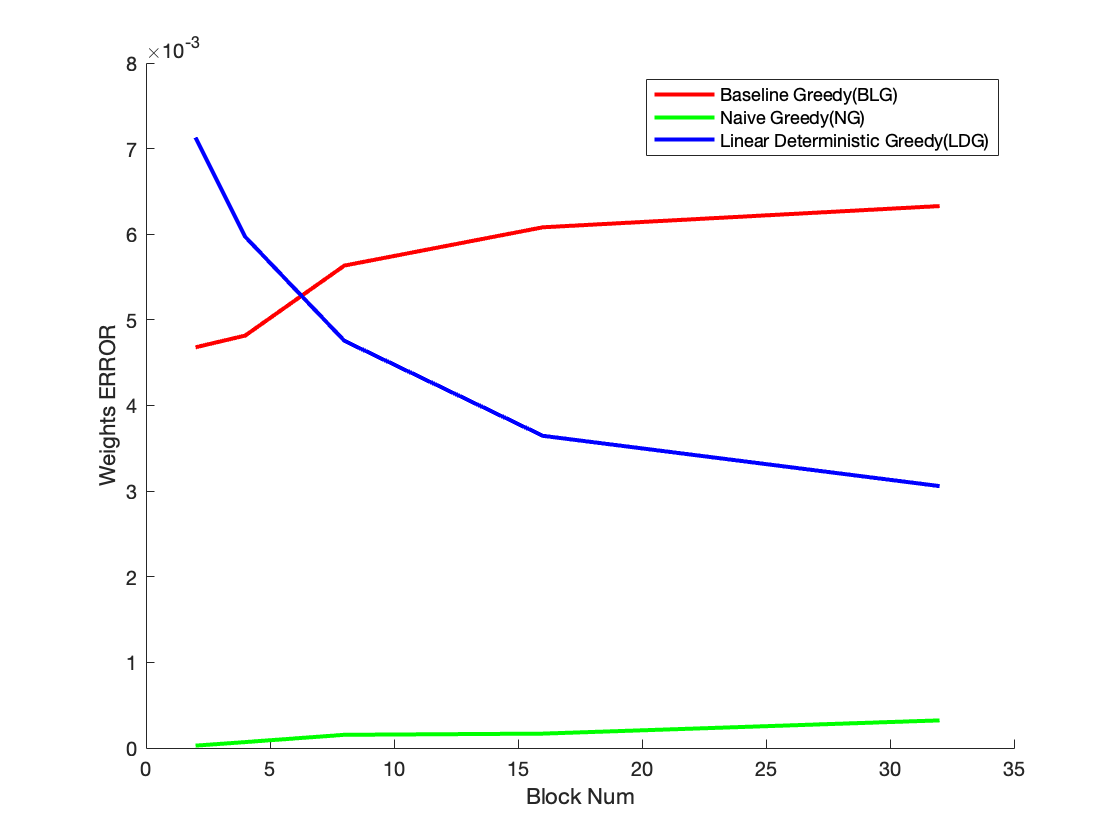 ×10-3
8
7
6
5
4
3
2
1
0
Weights ERROR
Baseline Greedy(BLG)
Naive Greedy(NG)
Linear Deterministic Greedy(LDG)
0 5 10 15 20 25 30 35
Block Num